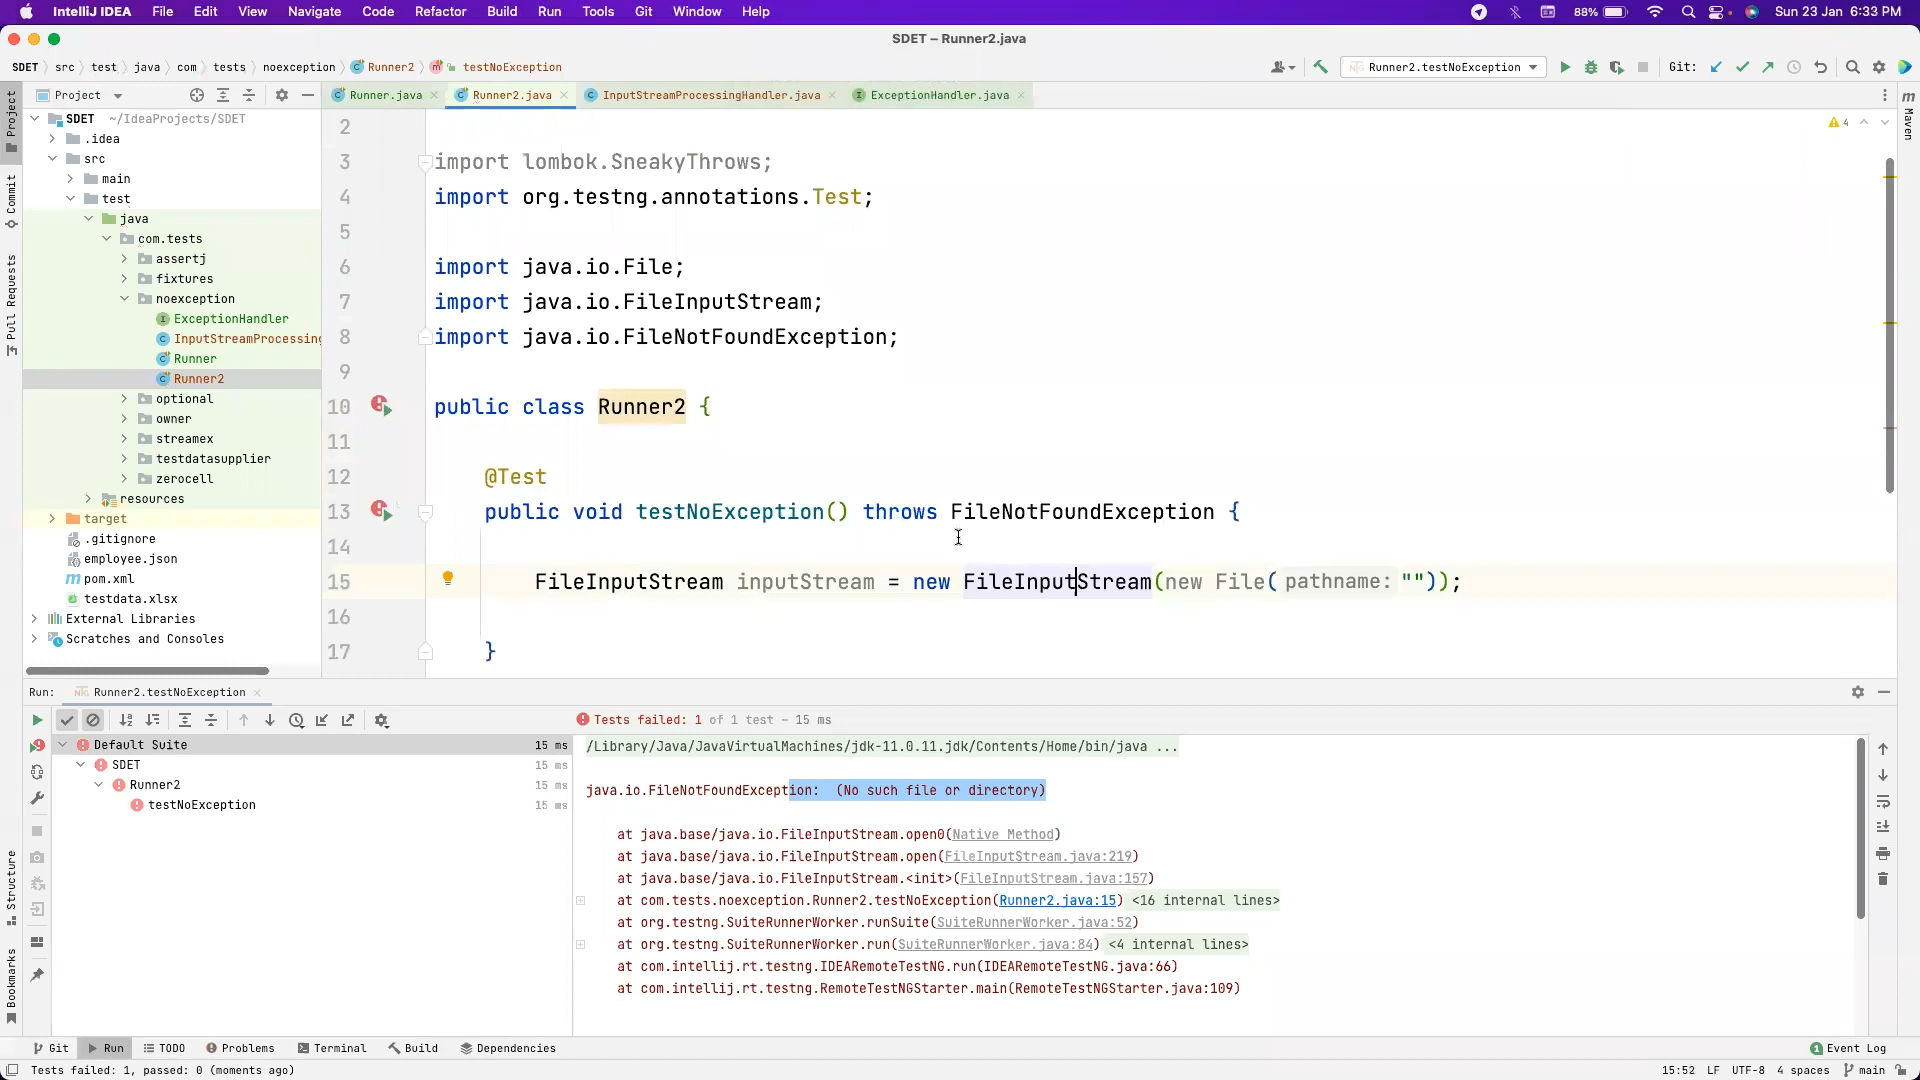 IntelliJ IDEA File Edit View Navigate Code Refactor Build Run Tools Git Window Help 88% Sun 23 Jan 6:33 PM
SDET – Runner2.java
SDET src test java com tests noexception Runner2 testNoException Runner2.testNoException Git:
Project Runner.java Runner2.java InputStreamProcessingHandler.java ExceptionHandler.java
SDET ~/IdeaProjects/SDET
.idea
src
main
test
java
com.tests
assertj
fixtures
noexception
ExceptionHandler
InputStreamProcessing
Runner
Runner2
optional
owner
streamex
testdatasupplier
zerocell
resources
target
.gitignore
employee.json
pom.xml
testdata.xlsx
External Libraries
Scratches and Consoles
Project
Commit
Pull Requests
Structure
Bookmarks
m
Maven
4
2
3 import lombok.SneakyThrows;
4 import org.testng.annotations.Test;
5
6 import java.io.File;
7 import java.io.FileInputStream;
8 import java.io.FileNotFoundException;
9
10 public class Runner2 {
11
12 @Test
13 public void testNoException() throws FileNotFoundException {
14
15 FileInputStream inputStream = new FileInputStream(new File( pathname: ""));
16
17 }
Run: Runner2.testNoException
Tests failed: 1 of 1 test – 15 ms
Default Suite 15 ms
SDET 15 ms
Runner2 15 ms
testNoException 15 ms
/Library/Java/JavaVirtualMachines/jdk-11.0.11.jdk/Contents/Home/bin/java ...
java.io.FileNotFoundException:  (No such file or directory)
at java.base/java.io.FileInputStream.open0(Native Method)
at java.base/java.io.FileInputStream.open(FileInputStream.java:219)
at java.base/java.io.FileInputStream.<init>(FileInputStream.java:157)
at com.tests.noexception.Runner2.testNoException(Runner2.java:15) <16 internal lines>
at org.testng.SuiteRunnerWorker.runSuite(SuiteRunnerWorker.java:52)
at org.testng.SuiteRunnerWorker.run(SuiteRunnerWorker.java:84) <4 internal lines>
at com.intellij.rt.testng.IDEARemoteTestNG.run(IDEARemoteTestNG.java:66)
at com.intellij.rt.testng.RemoteTestNGStarter.main(RemoteTestNGStarter.java:109)
Git Run TODO Problems Terminal Build Dependencies 1 Event Log
Tests failed: 1, passed: 0 (moments ago) 15:52 LF UTF-8 4 spaces main